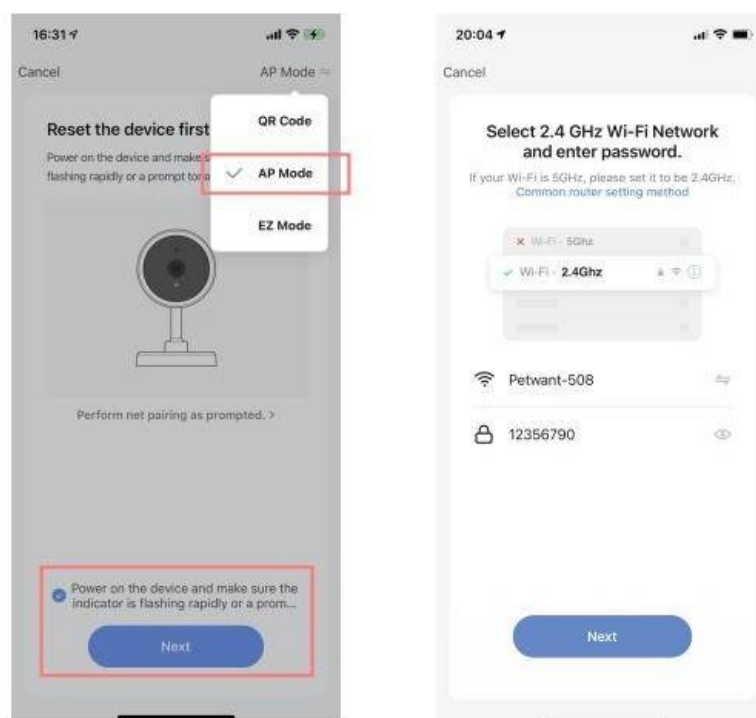 16:31
Cancel
AP Mode
QR Code
Reset the device first
Power on the device and make s
AP Mode
flashing rapidly or a prompt ton
EZ Mode
Perform net pairing as prompted. >
Power on the device and make sure the
indicator is flashing rapidly or a prom...
Next
20:04
Cancel
Select 2.4 GHz Wi-Fi Network
and enter password.
If your Wi-Fi is 5GHz, please set it to be 2.4GHz.
Common router setting method
Wi-Fi - 5Ghz
Wi-Fi - 2.4Ghz
Petwant-508
12356790
Next